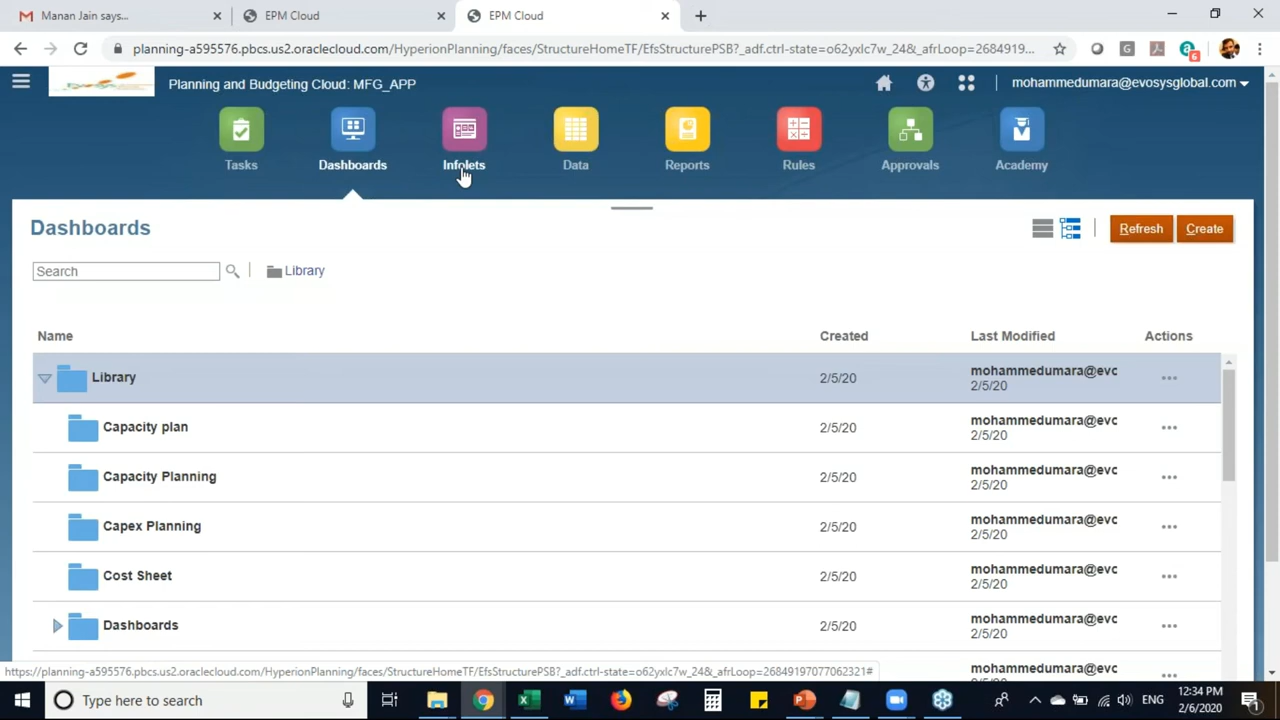 Manan Jain says...
EPM Cloud
EPM Cloud
planning-a595576.pbcs.us2.oraclecloud.com/HyperionPlanning/faces/StructureHomeTF/EfsStructurePSB?_adf.ctrl-state=o62yxlc7w_24&_afrLoop=2684919...
6
Planning and Budgeting Cloud: MFG_APP
mohammedumara@evosysglobal.com
Tasks
Dashboards
Infolets
Data
Reports
Rules
Approvals
Academy
Dashboards
Refresh
Create
Search
Library
Name
Created
Last Modified
Actions
Library
2/5/20
mohammedumara@evc
2/5/20
Capacity plan
2/5/20
mohammedumara@evc
2/5/20
Capacity Planning
2/5/20
mohammedumara@evc
2/5/20
Capex Planning
2/5/20
mohammedumara@evc
2/5/20
Cost Sheet
2/5/20
mohammedumara@evc
2/5/20
Dashboards
2/5/20
mohammedumara@evc
2/5/20
mohammedumara@evc
https://planning-a595576.pbcs.us2.oraclecloud.com/HyperionPlanning/faces/StructureHomeTF/EfsStructurePSB?_adf.ctrl-state=o62yxlc7w_24&_afrLoop=2684919707706232​1#
Type here to search
ENG
12:34 PM
2/6/2020
1